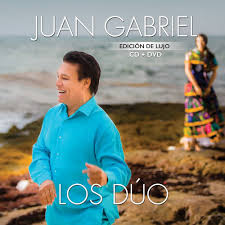 JUAN GABRIEL
EDICIÓN DE LUJO
CD + DVD
LOS DÚO